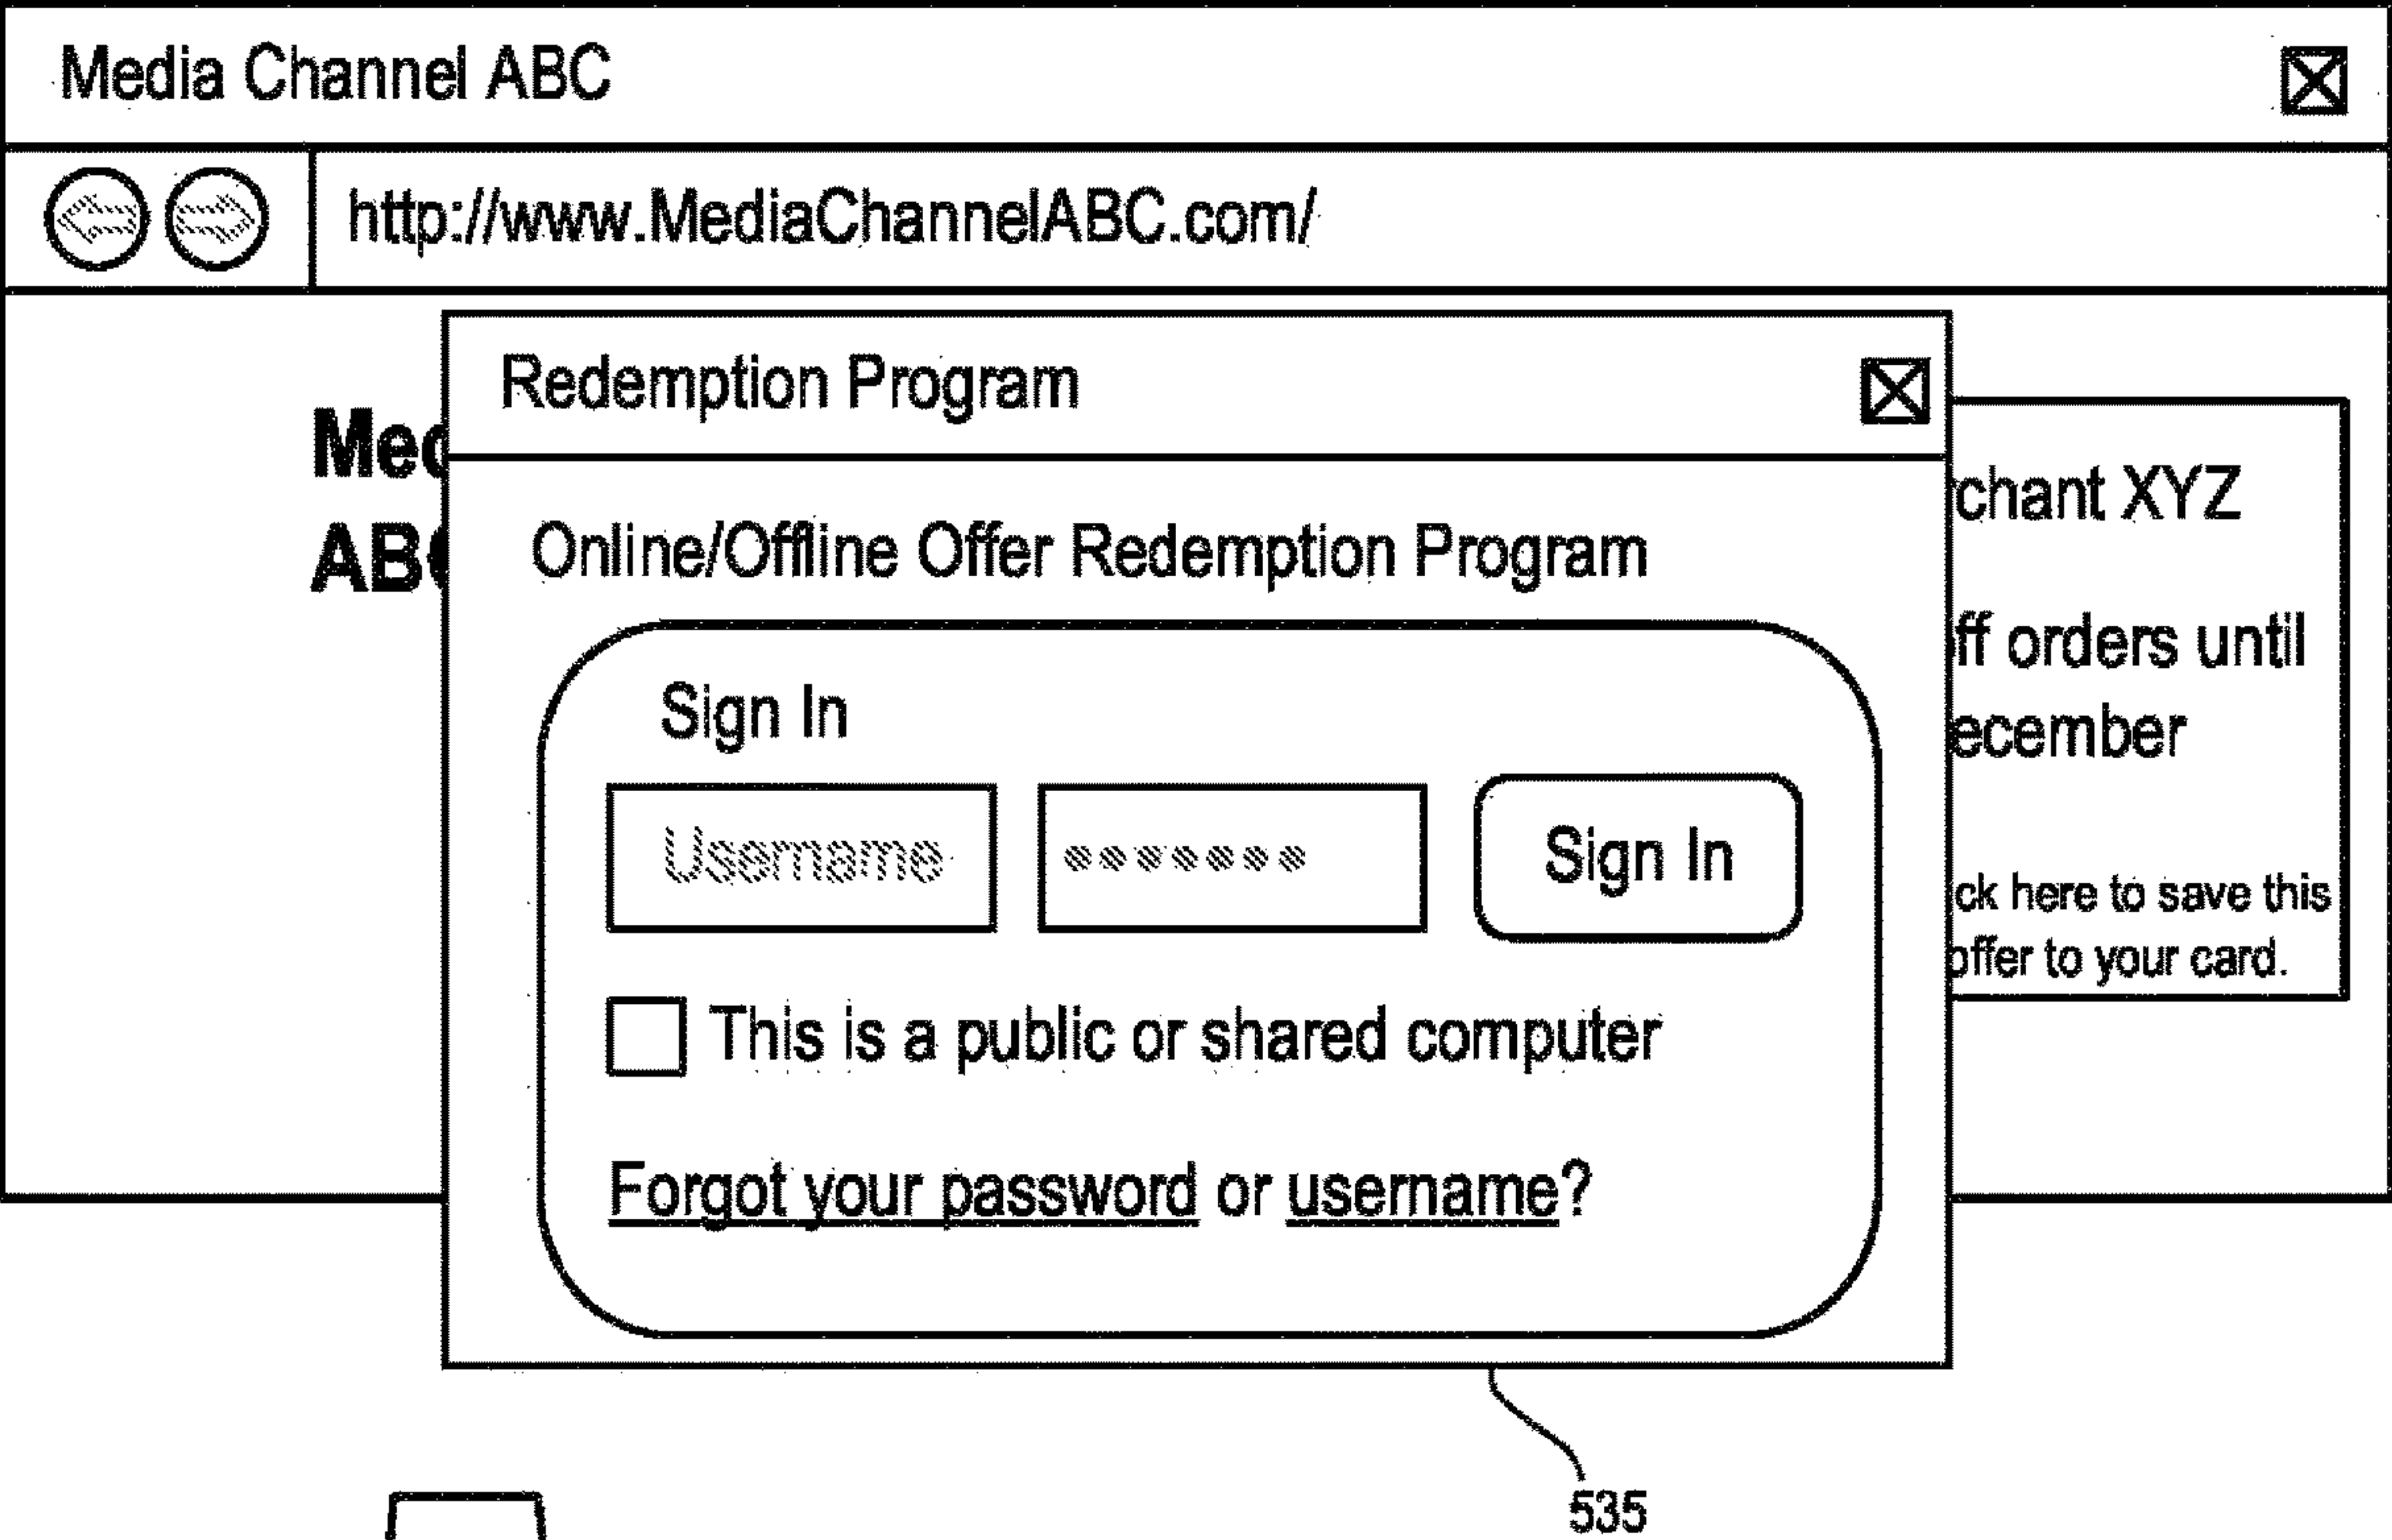 Media Channel ABC
http://www.MediaChannelABC.com/
Redemption Program
Online/Offline Offer Redemption Program
Sign In
Username
Sign In
This is a public or shared computer
Forgot your password or username?
Med
ABC
chant XYZ
ff orders until
ecember
ck here to save this
offer to your card.
535